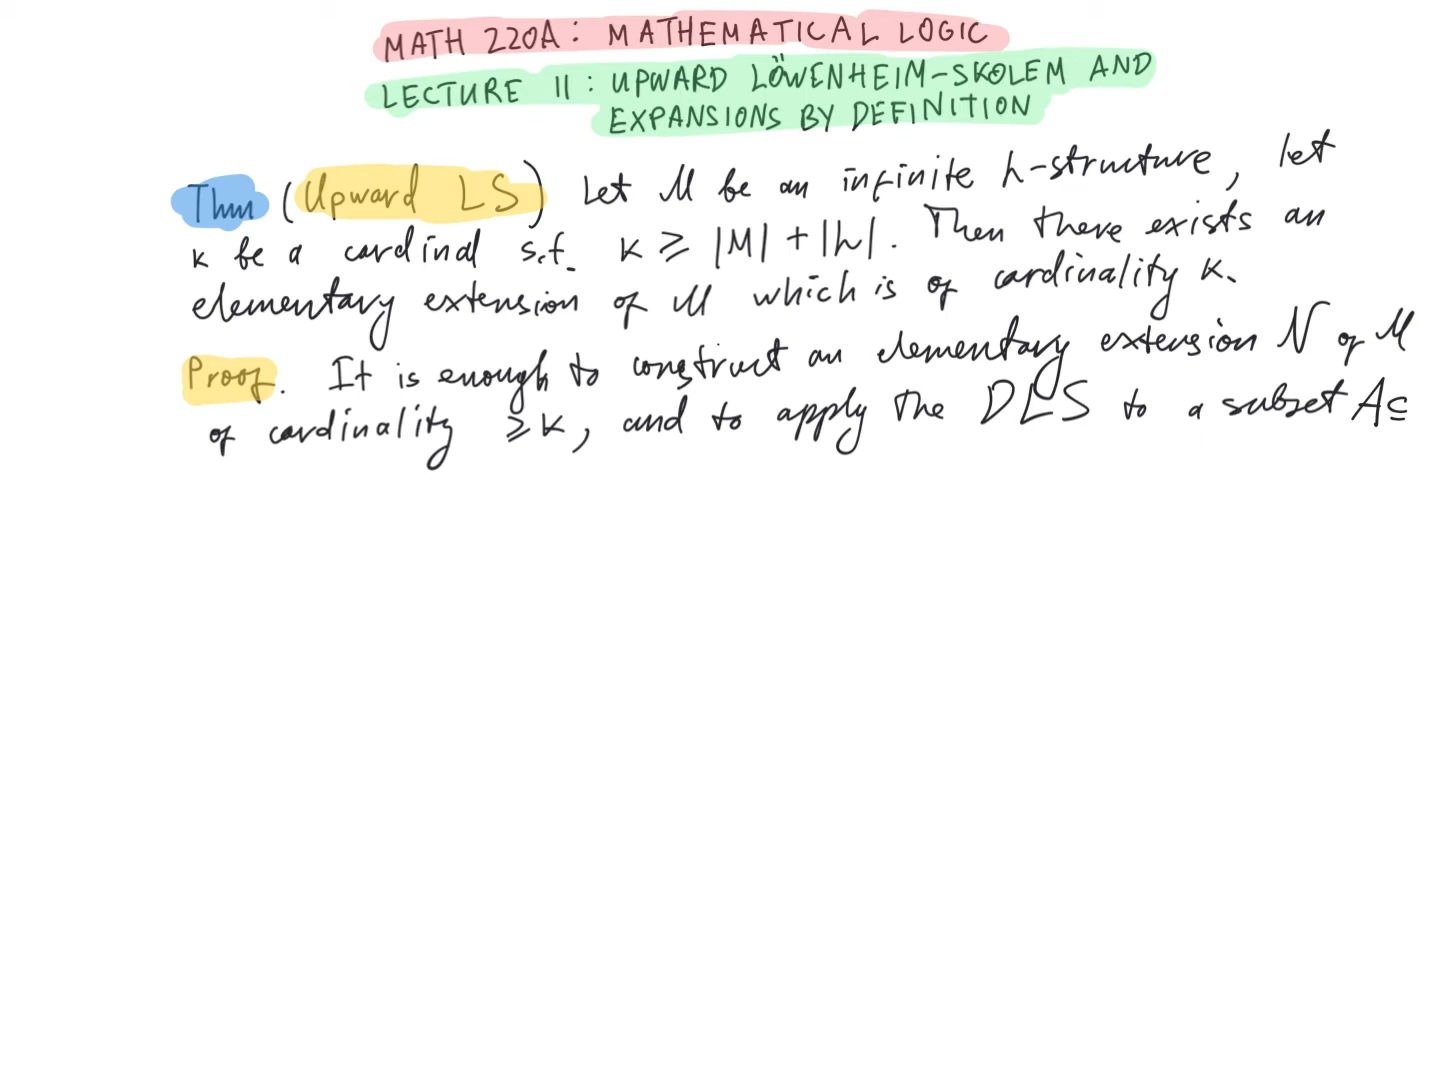 MATH 220A: MATHEMATICAL LOGIC
LECTURE 11: UPWARD LÖWENHEIM-SKOLEM AND
EXPANSIONS BY DEFINITION
Thm (Upward LS) Let M be an infinite L-structure, let
κ be a cardinal s.t. κ ≥ |M| + |L|. Then there exists an
elementary extension of M which is of cardinality κ.
Proof. It is enough to construct an elementary extension N of M
of cardinality ≥ κ, and to apply the DLS to a subset A ⊆